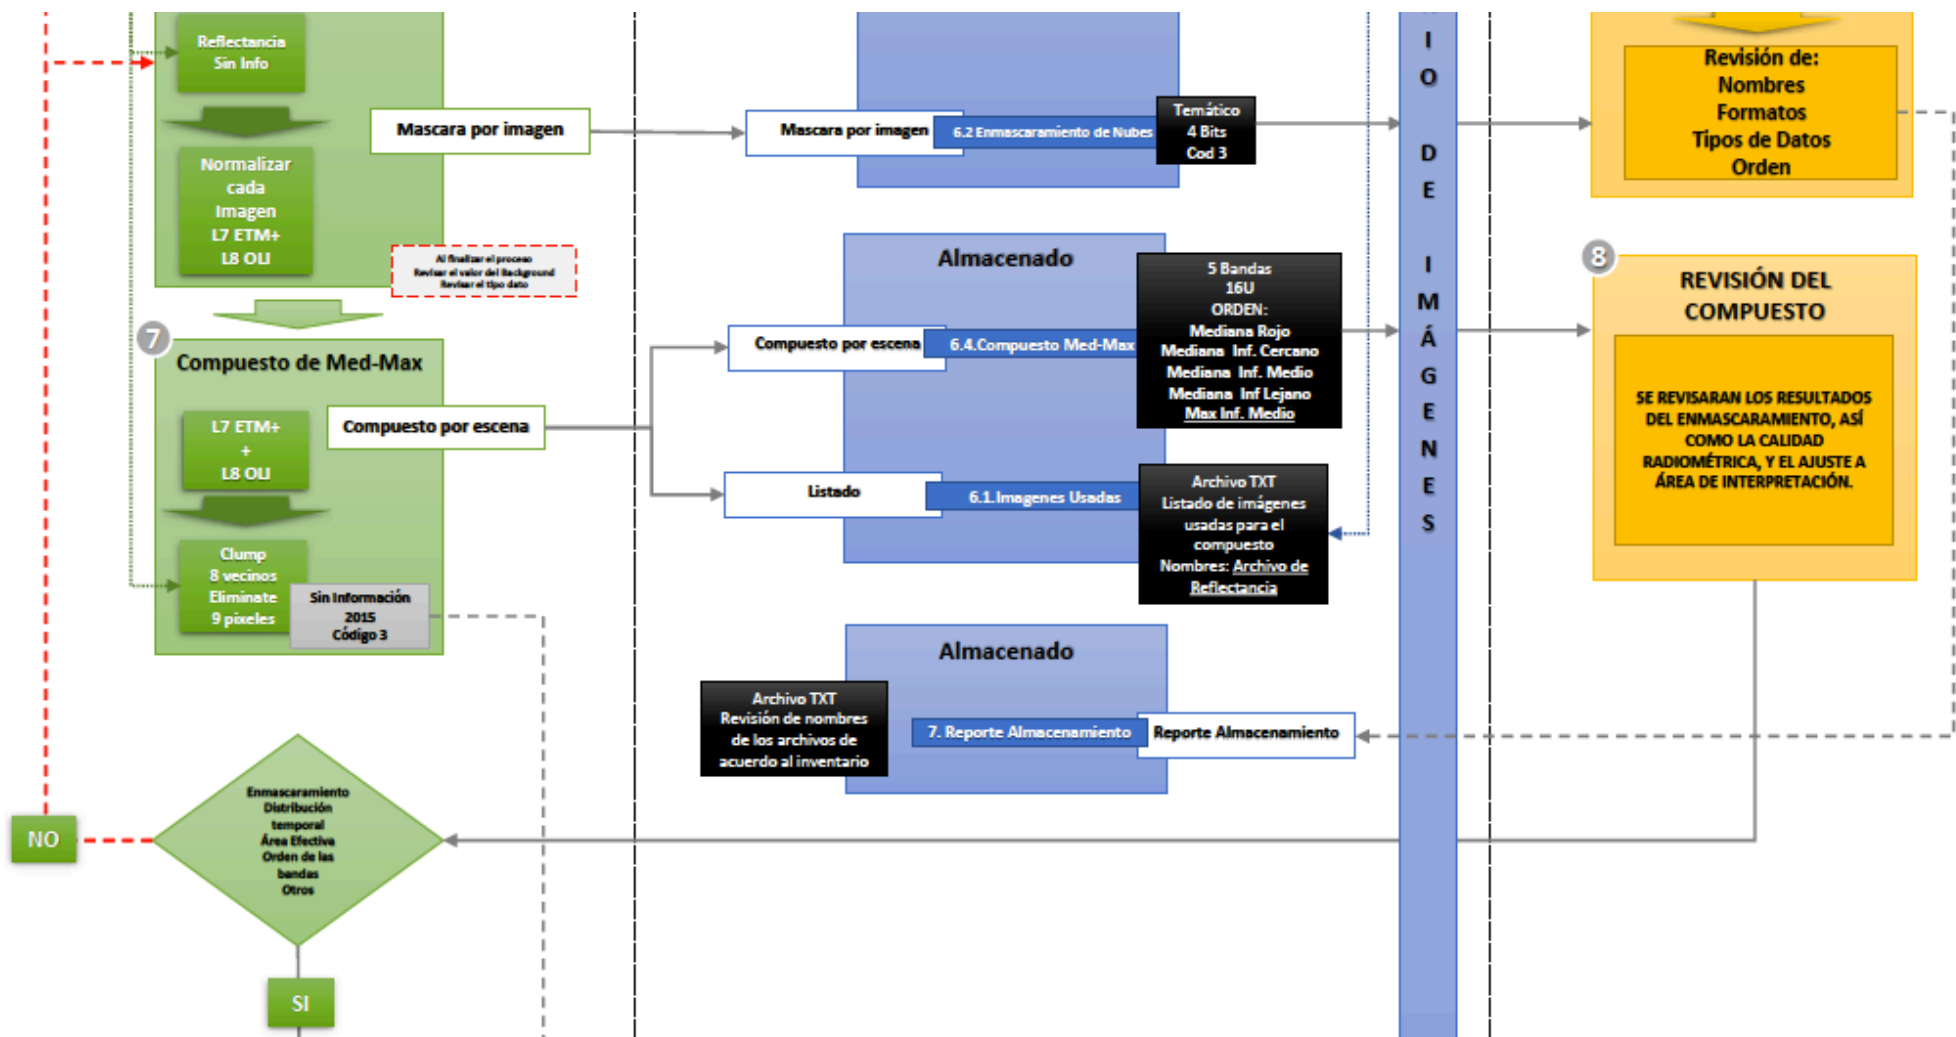 Reflectancia
Sin Info
Normalizar
cada
Imagen
L7 ETM+
L8 OLI
Mascara por imagen
Al finalizar el proceso
Revisar el valor del Background
Revisar el tipo dato
7
Compuesto de Med-Max
L7 ETM+
+
L8 OLI
Compuesto por escena
Clump
8 vecinos
Eliminate
9 pixeles
Sin Información
2015
Código 3
Enmascaramiento
Distribución
temporal
Área Efectiva
Orden de las
bandas
Otros
NO
SI
Mascara por imagen
6.2 Enmascaramiento de Nubes
Temático
4 Bits
Cod 3
Almacenado
Compuesto por escena
6.4.Compuesto Med-Max
5 Bandas
16U
ORDEN:
Mediana Rojo
Mediana Inf. Cercano
Mediana Inf. Medio
Mediana Inf Lejano
Max Inf. Medio
Listado
6.1.Imagenes Usadas
Archivo TXT
Listado de imágenes
usadas para el
compuesto
Nombres: Archivo de
Reflectancia
Almacenado
Archivo TXT
Revisión de nombres
de los archivos de
acuerdo al inventario
7. Reporte Almacenamiento
Reporte Almacenamiento
I
O
D
E
I
M
Á
G
E
N
E
S
Revisión de:
Nombres
Formatos
Tipos de Datos
Orden
8
REVISIÓN DEL
COMPUESTO
SE REVISARAN LOS RESULTADOS
DEL ENMASCARAMIENTO, ASÍ
COMO LA CALIDAD
RADIOMÉTRICA, Y EL AJUSTE A
ÁREA DE INTERPRETACIÓN.